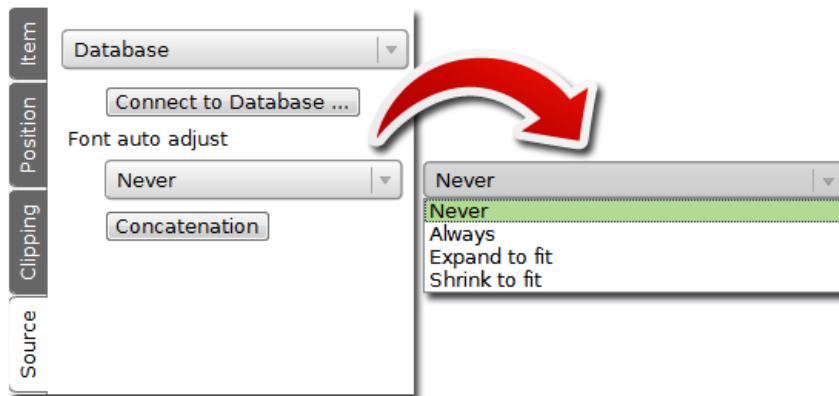 Item
Position
Clipping
Source
Database
Connect to Database ...
Font auto adjust
Never
Concatenation
Never
Never
Always
Expand to fit
Shrink to fit